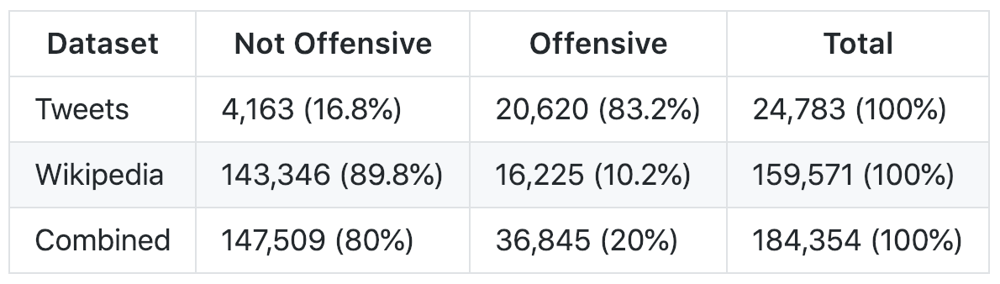 Dataset Not Offensive Offensive Total
Tweets 4,163 (16.8%) 20,620 (83.2%) 24,783 (100%)
Wikipedia 143,346 (89.8%) 16,225 (10.2%) 159,571 (100%)
Combined 147,509 (80%) 36,845 (20%) 184,354 (100%)